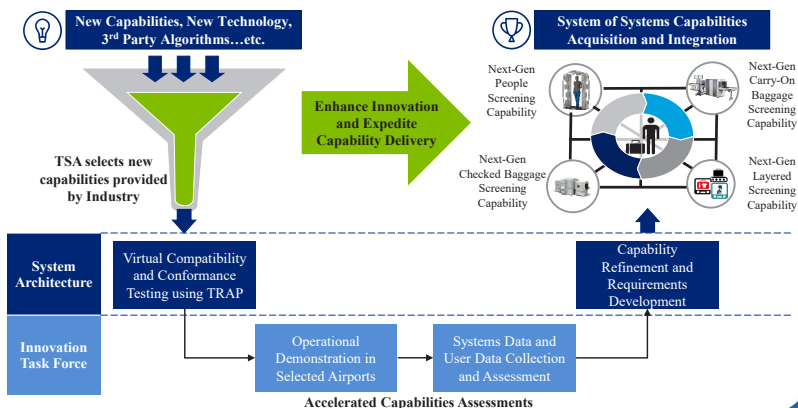 New Capabilities, New Technology,
3rd Party Algorithms…etc.
System of Systems Capabilities
Acquisition and Integration
TSA selects new
capabilities provided
by Industry
Enhance Innovation
and Expedite
Capability Delivery
Next-Gen
People
Screening
Capability
Next-Gen
Carry-On
Baggage
Screening
Capability
Next-Gen
Checked Baggage
Screening
Capability
Next-Gen
Layered
Screening
Capability
System
Architecture
Virtual Compatibility
and Conformance
Testing using TRAP
Capability
Refinement and
Requirements
Development
Innovation
Task Force
Operational
Demonstration in
Selected Airports
Systems Data and
User Data Collection
and Assessment
Accelerated Capabilities Assessments